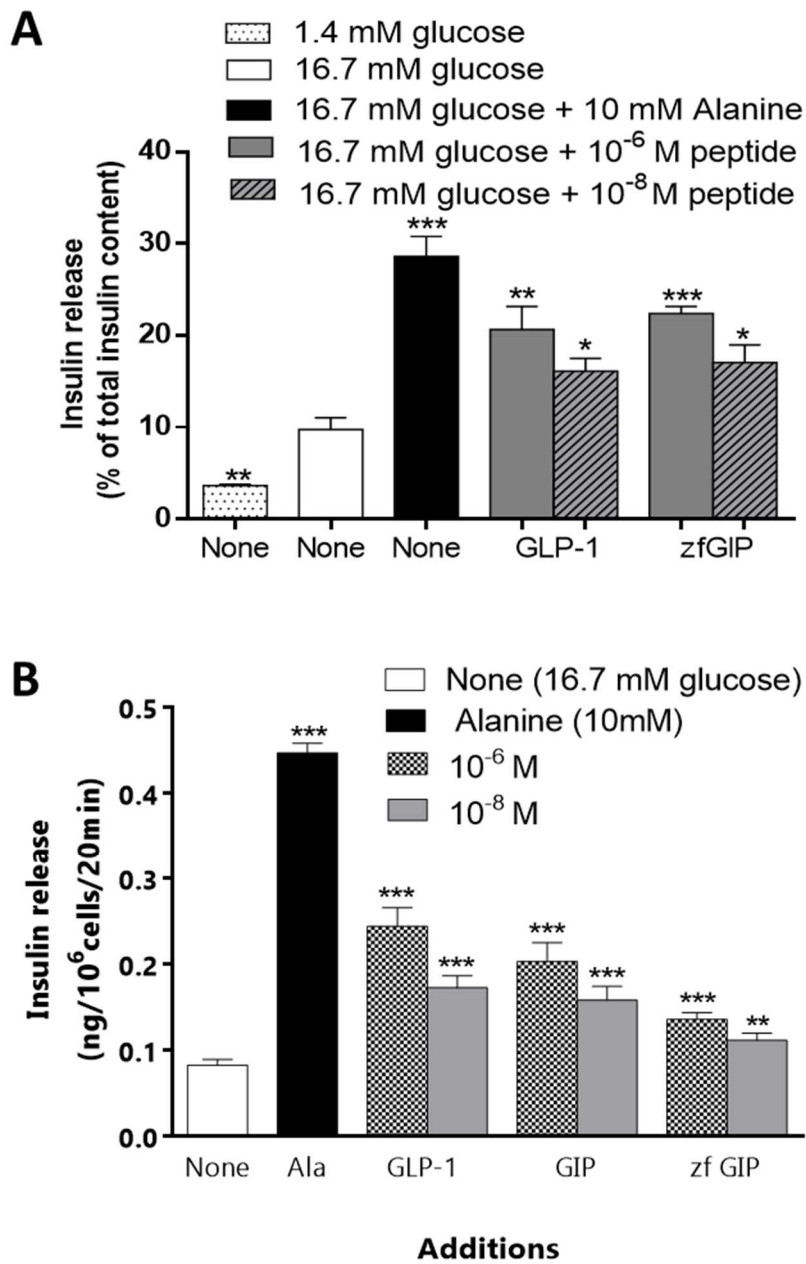 A
1.4 mM glucose
16.7 mM glucose
16.7 mM glucose + 10 mM Alanine
16.7 mM glucose + 10⁻⁶ M peptide
16.7 mM glucose + 10⁻⁸ M peptide
Insulin release
(% of total insulin content)
40
30
20
10
0
**
***
**
*
***
*
None
None
None
GLP-1
zfGIP
B
None (16.7 mM glucose)
Alanine (10mM)
10⁻⁶ M
10⁻⁸ M
Insulin release
(ng/10⁶cells/20min)
0.5
0.4
0.3
0.2
0.1
0.0
***
***
***
***
***
***
**
None
Ala
GLP-1
GIP
zf GIP
Additions